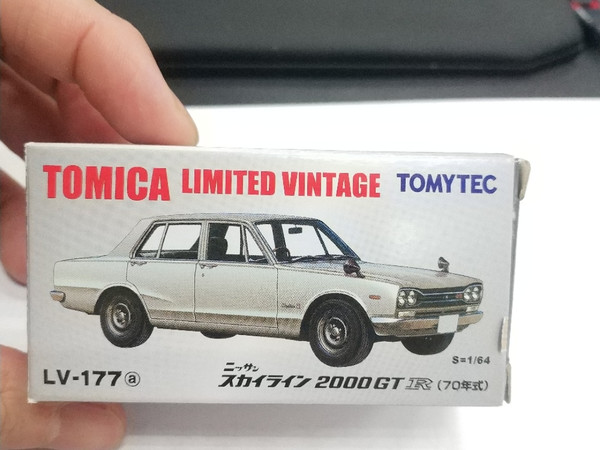 TOMICA LIMITED VINTAGE TOMYTEC
S=1/64
LV-177ⓐ
ニッサン
スカイライン 2000GT R (70年式)